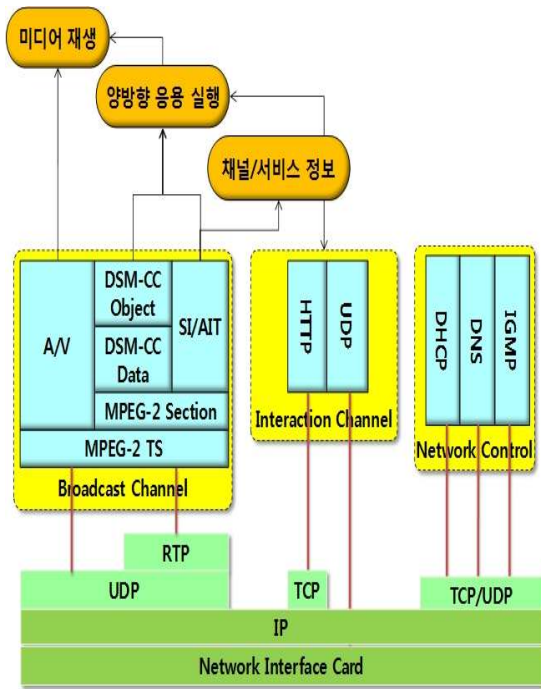 미디어 재생
양방향 응용 실행
채널/서비스 정보
A/V
DSM-CC
Object
DSM-CC
Data
SI/AIT
MPEG-2 Section
MPEG-2 TS
Broadcast Channel
HTTP
UDP
Interaction Channel
DHCP
DNS
IGMP
Network Control
RTP
UDP
TCP
TCP/UDP
IP
Network Interface Card